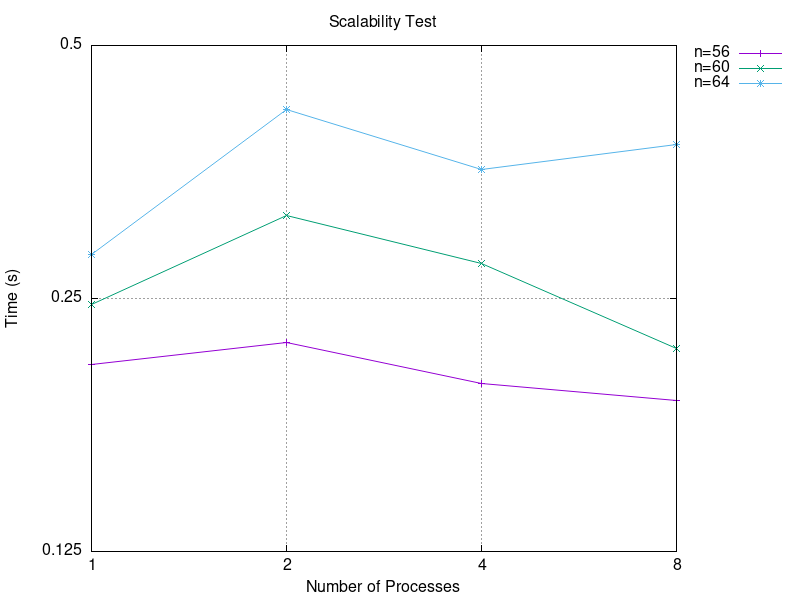 Scalability Test
0.5
n=56
n=60
n=64
Time (s)
0.25
0.125
1 2 4 8
Number of Processes